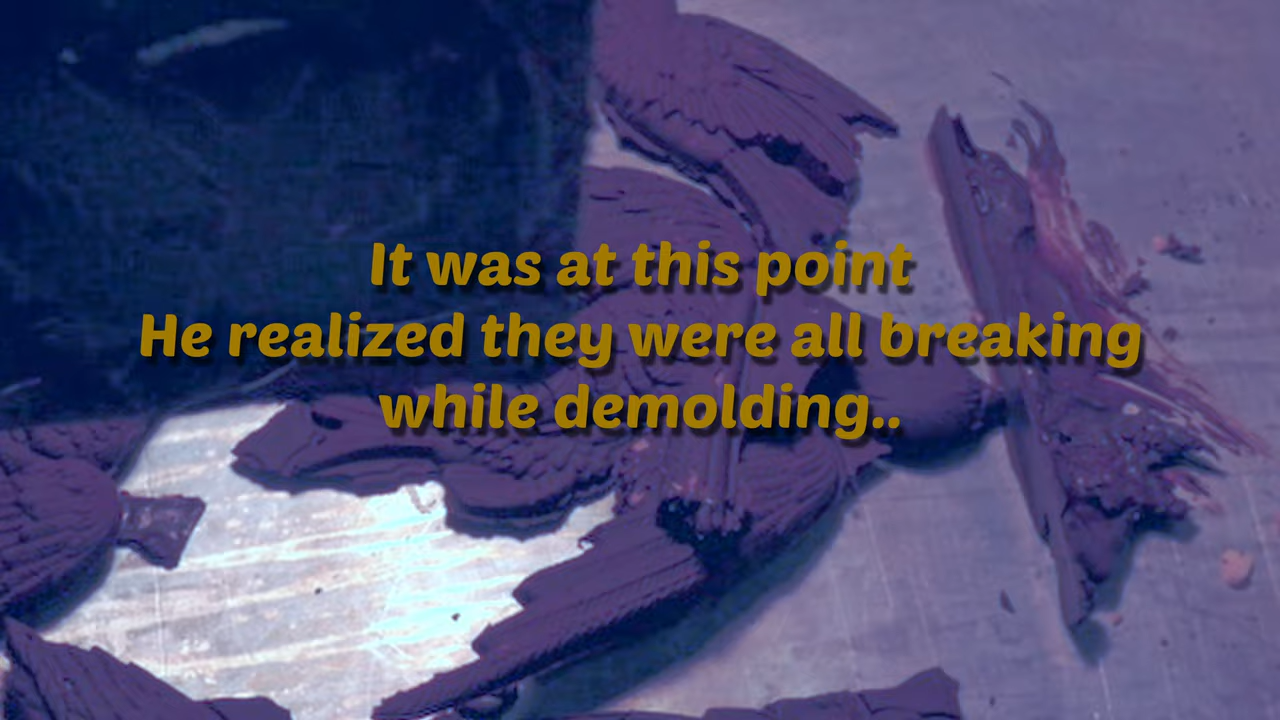 It was at this point
He realized they were all breaking
while demolding..